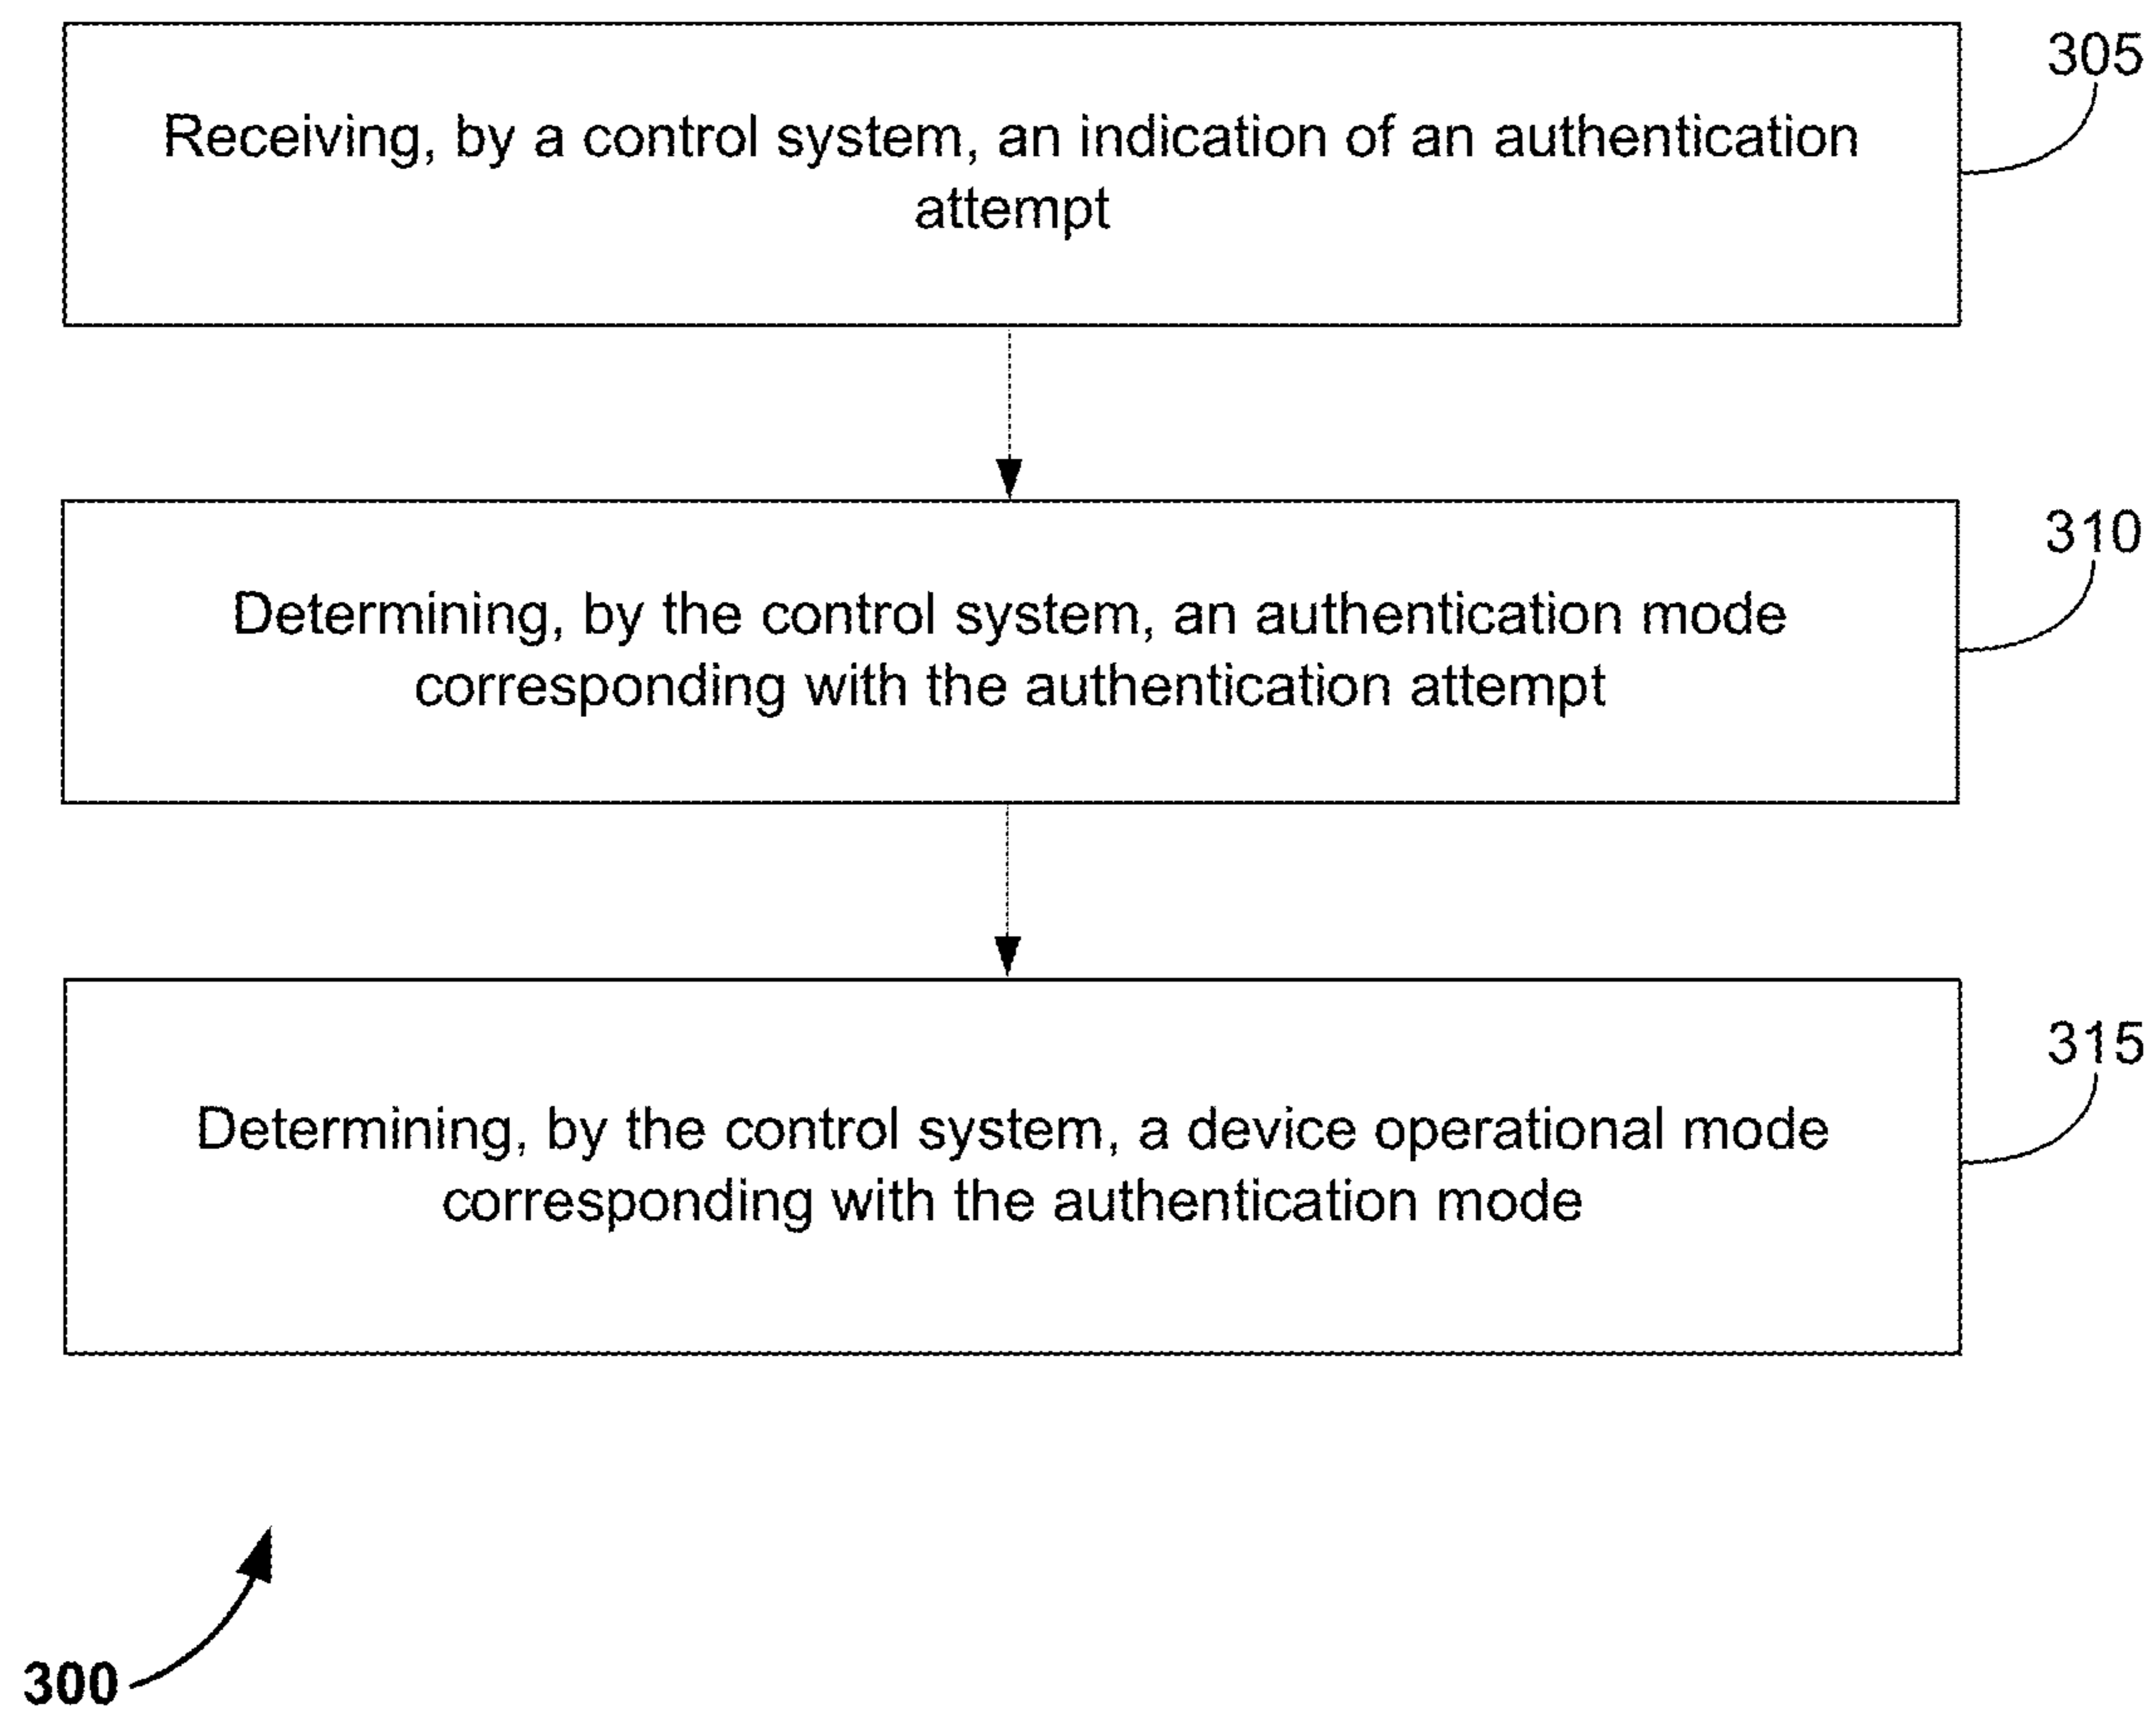 305
Receiving, by a control system, an indication of an authentication
attempt
310
Determining, by the control system, an authentication mode
corresponding with the authentication attempt
315
Determining, by the control system, a device operational mode
corresponding with the authentication mode
300